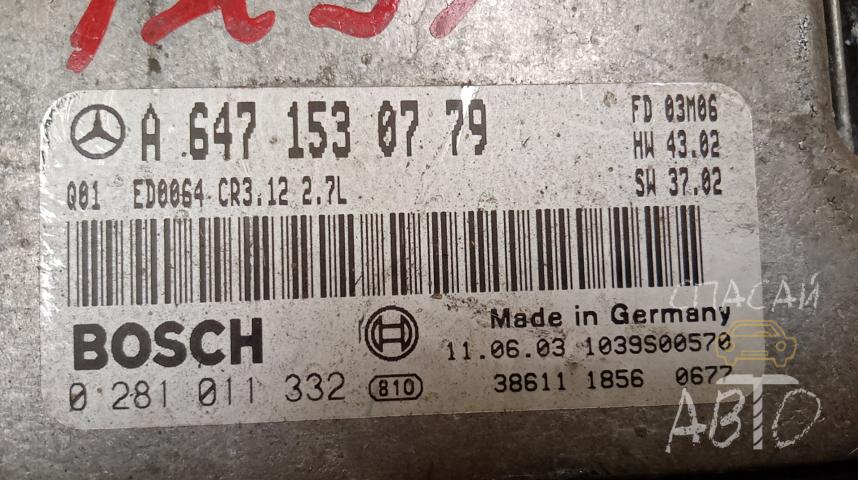 A 647 153 07 79
FD 03M06
HW 43.02
SW 37.02
Q01 ED0064 CR3.12 2.7L
BOSCH
Made in Germany
11.06.03 1039S00570
0 281 011 332 810
386111 1856 0677
СПАСАЙ
АВТО